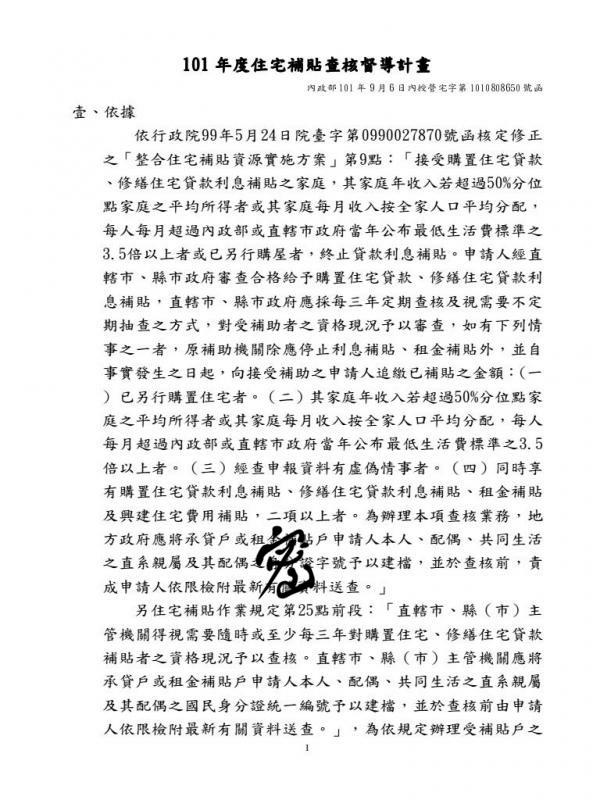 101 年度住宅補貼查核督導計畫
內政部 101 年 9 月 6 日內授營宅字第 1010808650 號函
壹、依據
依行政院99年5月24日院臺字第0990027870號函核定修正
之「整合住宅補貼資源實施方案」第9點：「接受購置住宅貸款
、修繕住宅貸款利息補貼之家庭，其家庭年收入若超過50%分位
點家庭之平均所得者或其家庭每月收入按全家人口平均分配，
每人每月超過內政部或直轄市政府當年公布最低生活費標準之
3.5倍以上者或已另行購屋者，終止貸款利息補貼。申請人經直
轄市、縣市政府審查合格給予購置住宅貸款、修繕住宅貸款利
息補貼，直轄市、縣市政府應採每三年定期查核及視需要不定
期抽查之方式，對受補助者之資格現況予以審查，如有下列情
事之一者，原補助機關除應停止利息補貼、租金補貼外，並自
事實發生之日起，向接受補助之申請人追繳已補貼之金額：(一
）已另行購置住宅者。（二）其家庭年收入若超過50%分位點家
庭之平均所得者或其家庭每月收入按全家人口平均分配，每人
每月超過內政部或直轄市政府當年公布最低生活費標準之3.5
倍以上者。（三）經查申報資料有虛偽情事者。（四）同時享
有購置住宅貸款利息補貼、修繕住宅貸款利息補貼、租金補貼
及興建住宅費用補貼，二項以上者。為辦理本項查核業務，地
方政府應將承貸戶或租金補貼戶申請人本人、配偶、共同生活
之直系親屬及其配偶之身分證字號予以建檔，並於查核前，責
成申請人依限檢附最新有關資料送查。」
另住宅補貼作業規定第25點前段：「直轄市、縣（市）主
管機關得視需要隨時或至少每三年對購置住宅、修繕住宅貸款
補貼者之資格現況予以查核。直轄市、縣（市）主管機關應將
承貸戶或租金補貼戶申請人本人、配偶、共同生活之直系親屬
及其配偶之國民身分證統一編號予以建檔，並於查核前由申請
人依限檢附最新有關資料送查。」，為依規定辦理受補貼戶之
1